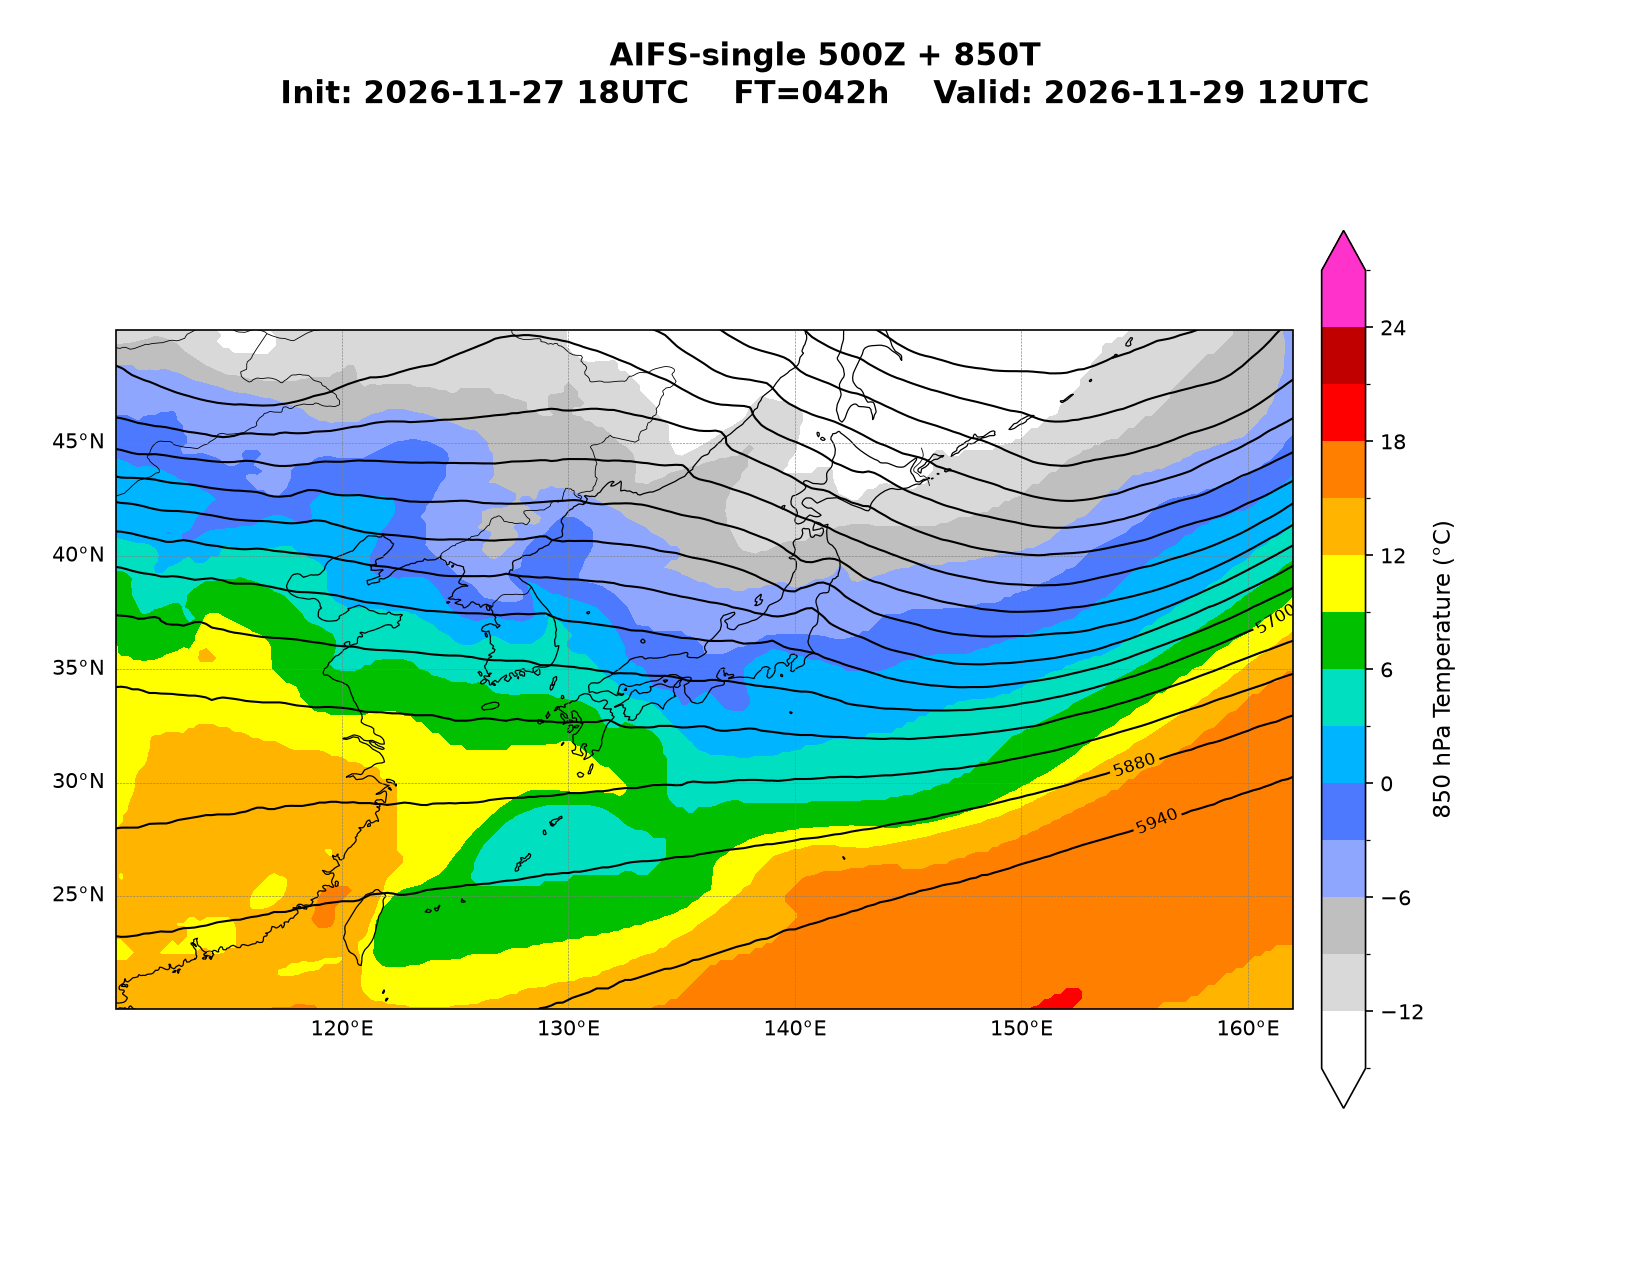 AIFS-single 500Z + 850T
Init: 2026-11-27 18UTC    FT=042h    Valid: 2026-11-29 12UTC
24
18
12
6
0
−6
−12
850 hPa Temperature (°C)
45°N
40°N
35°N
30°N
25°N
5700
5880
5940
120°E
130°E
140°E
150°E
160°E